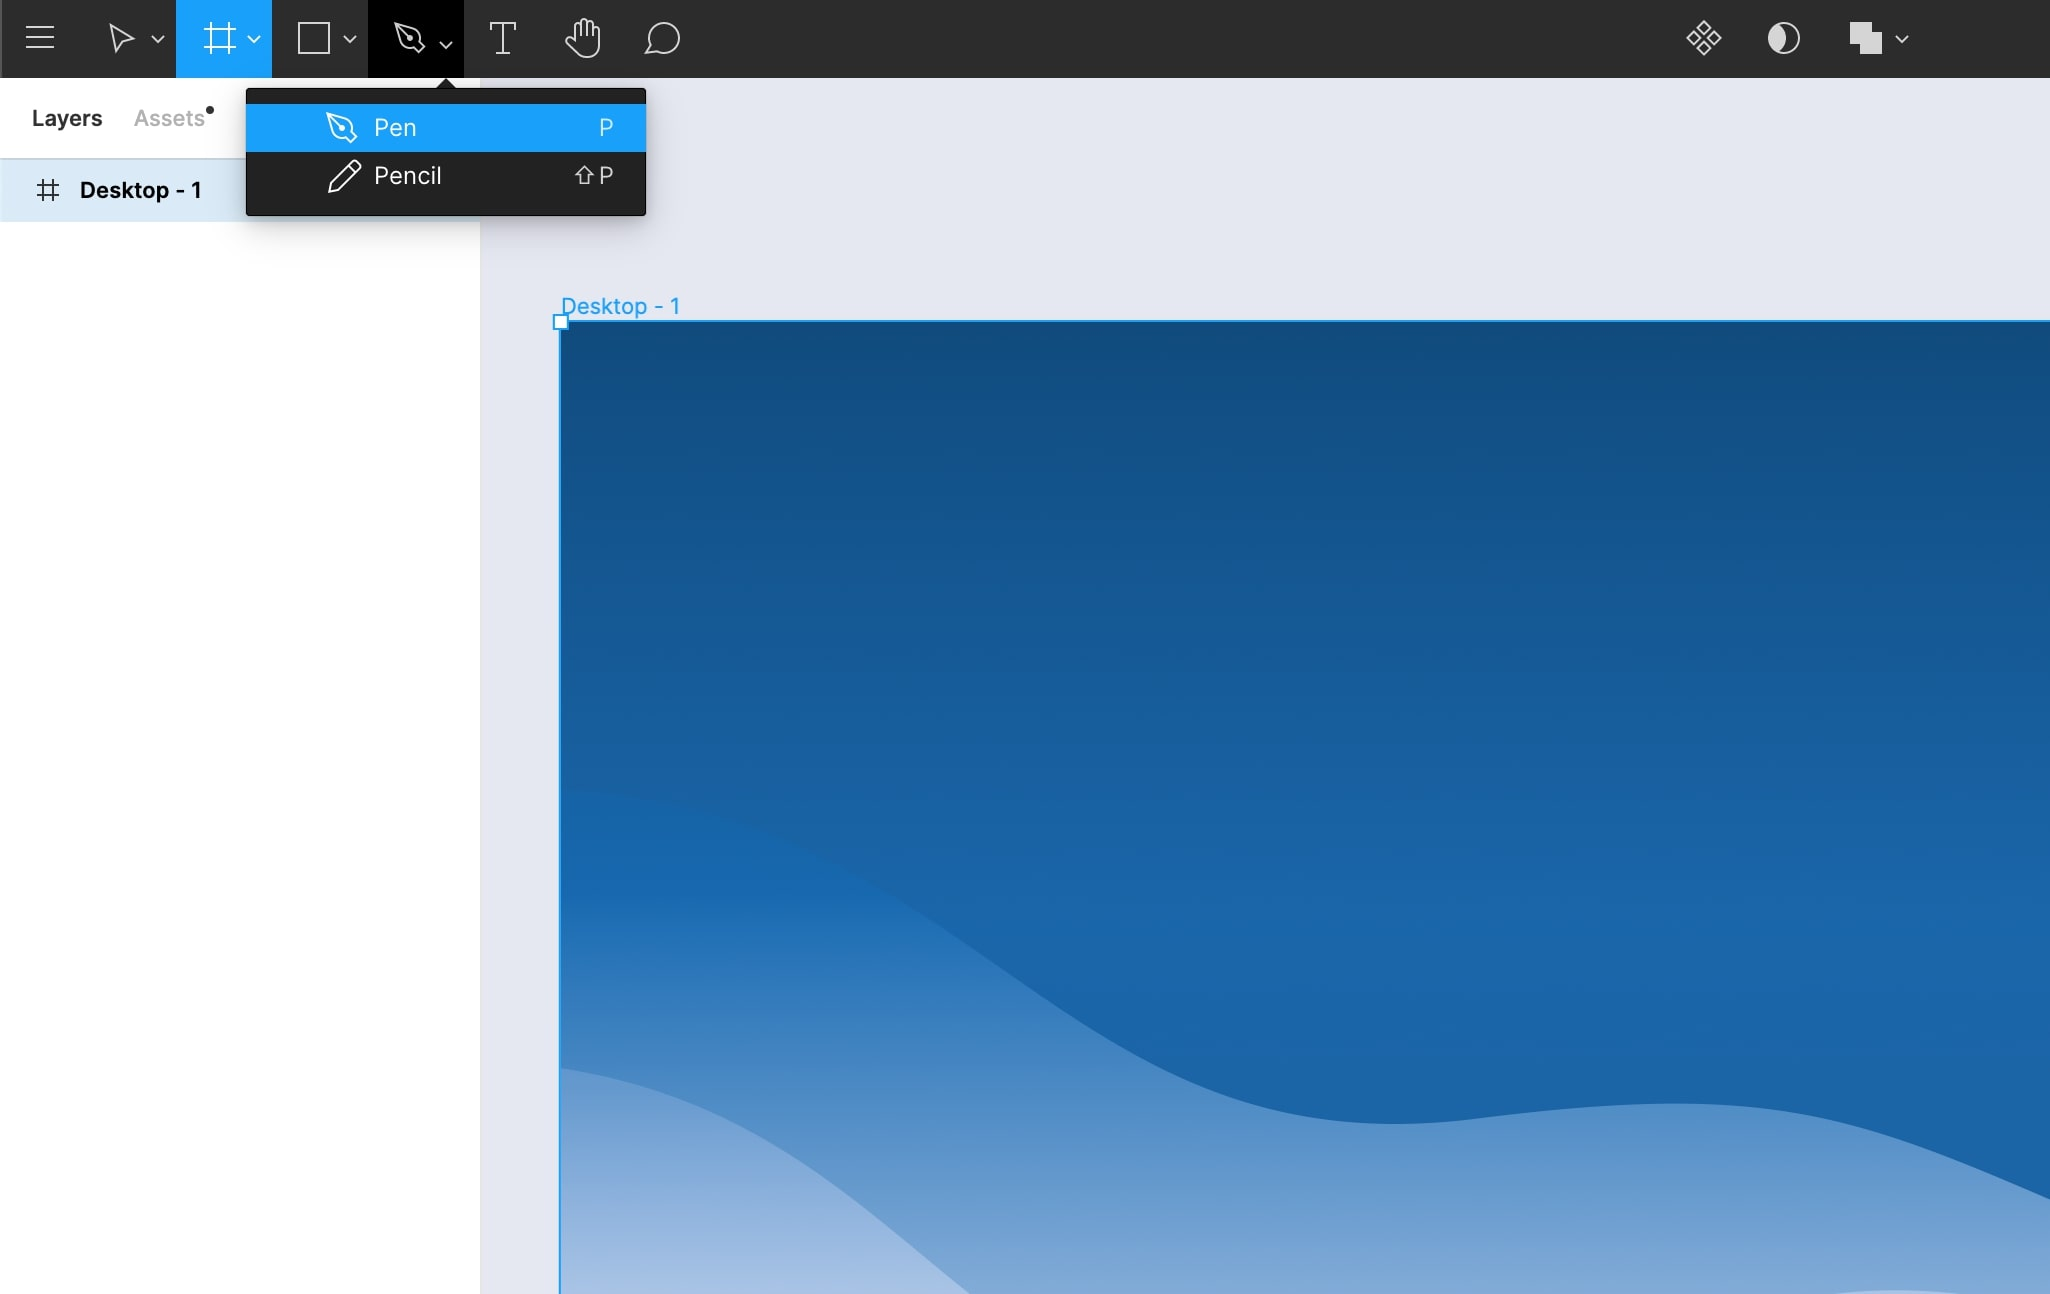 Layers Assets
Pen P
Pencil ⇧P
Desktop - 1
Desktop - 1